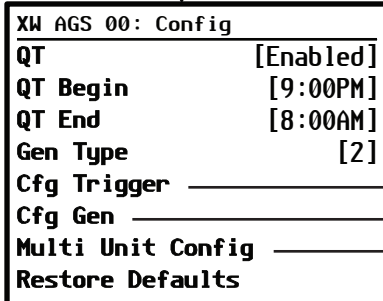 XW AGS 00: Config
QT [Enabled]
QT Begin [9:00PM]
QT End [8:00AM]
Gen Type [2]
Cfg Trigger
Cfg Gen
Multi Unit Config
Restore Defaults